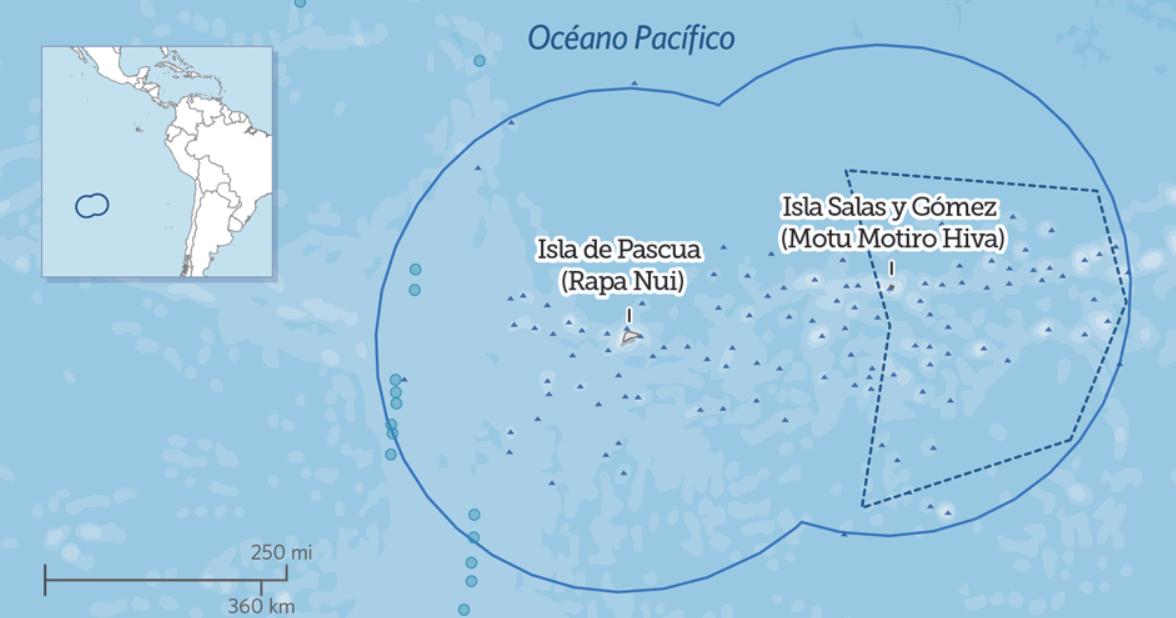 Océano Pacífico
Isla Salas y Gómez
(Motu Motiro Hiva)
Isla de Pascua
(Rapa Nui)
250 mi
360 km